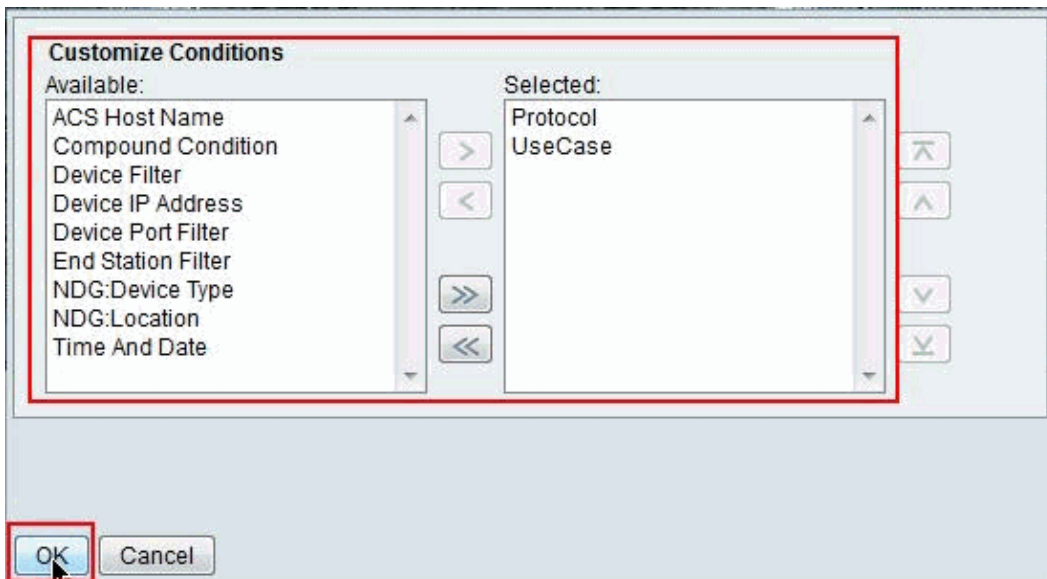 Customize Conditions
Available:
ACS Host Name
Compound Condition
Device Filter
Device IP Address
Device Port Filter
End Station Filter
NDG:Device Type
NDG:Location
Time And Date
Selected:
Protocol
UseCase
>
<
>>
<<
OK
Cancel